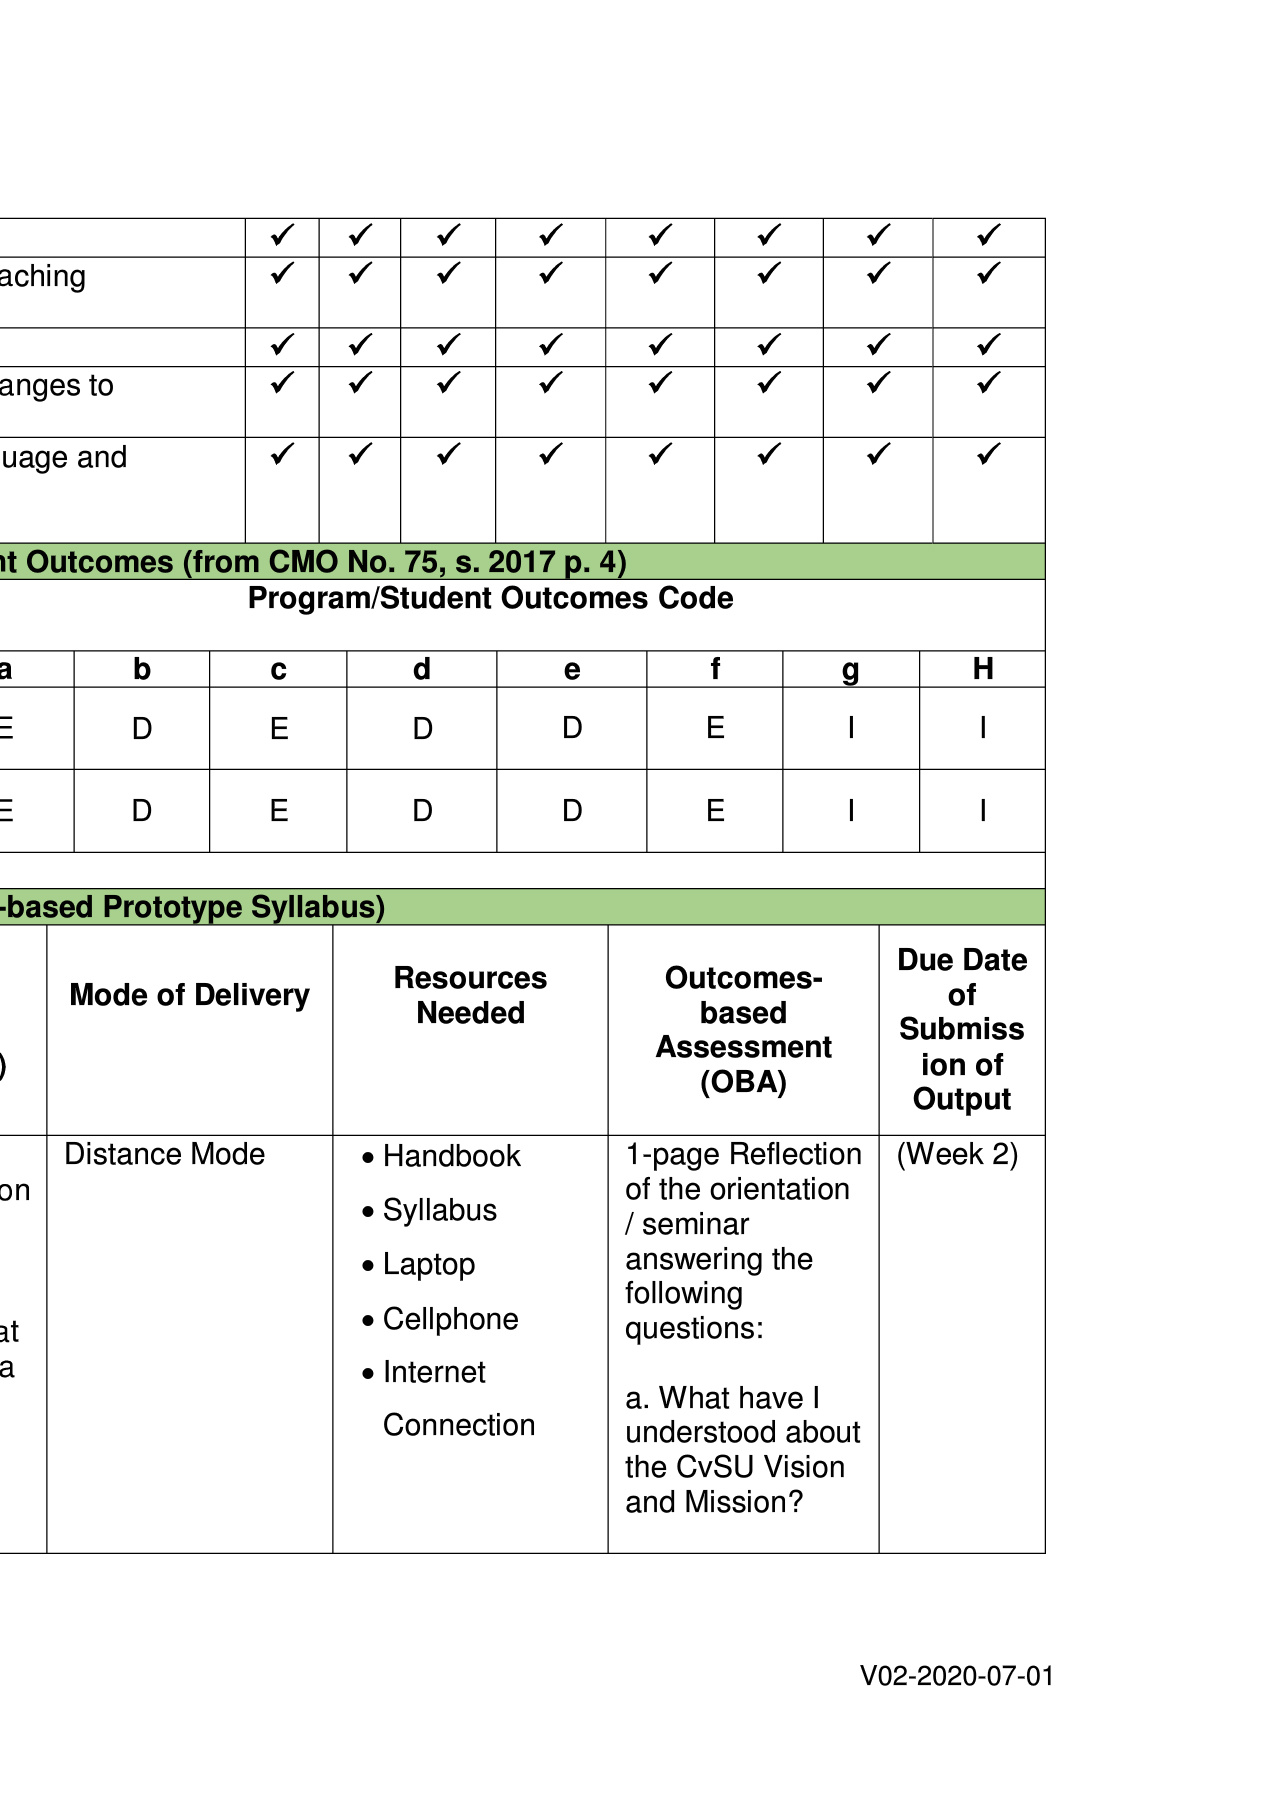 ✓ ✓ ✓ ✓ ✓ ✓ ✓ ✓
aching ✓ ✓ ✓ ✓ ✓ ✓ ✓ ✓
✓ ✓ ✓ ✓ ✓ ✓ ✓ ✓
anges to ✓ ✓ ✓ ✓ ✓ ✓ ✓ ✓
uage and ✓ ✓ ✓ ✓ ✓ ✓ ✓ ✓
nt Outcomes (from CMO No. 75, s. 2017 p. 4)
Program/Student Outcomes Code
a b c d e f g H
E D E D D E I I
E D E D D E I I
-based Prototype Syllabus)
)
Mode of Delivery
Resources
Needed
Outcomes-
based
Assessment
(OBA)
Due Date
of
Submiss
ion of
Output
on
at
a
Distance Mode
• Handbook
• Syllabus
• Laptop
• Cellphone
• Internet
Connection
1-page Reflection
of the orientation
/ seminar
answering the
following
questions:
a. What have I
understood about
the CvSU Vision
and Mission?
(Week 2)
V02-2020-07-01